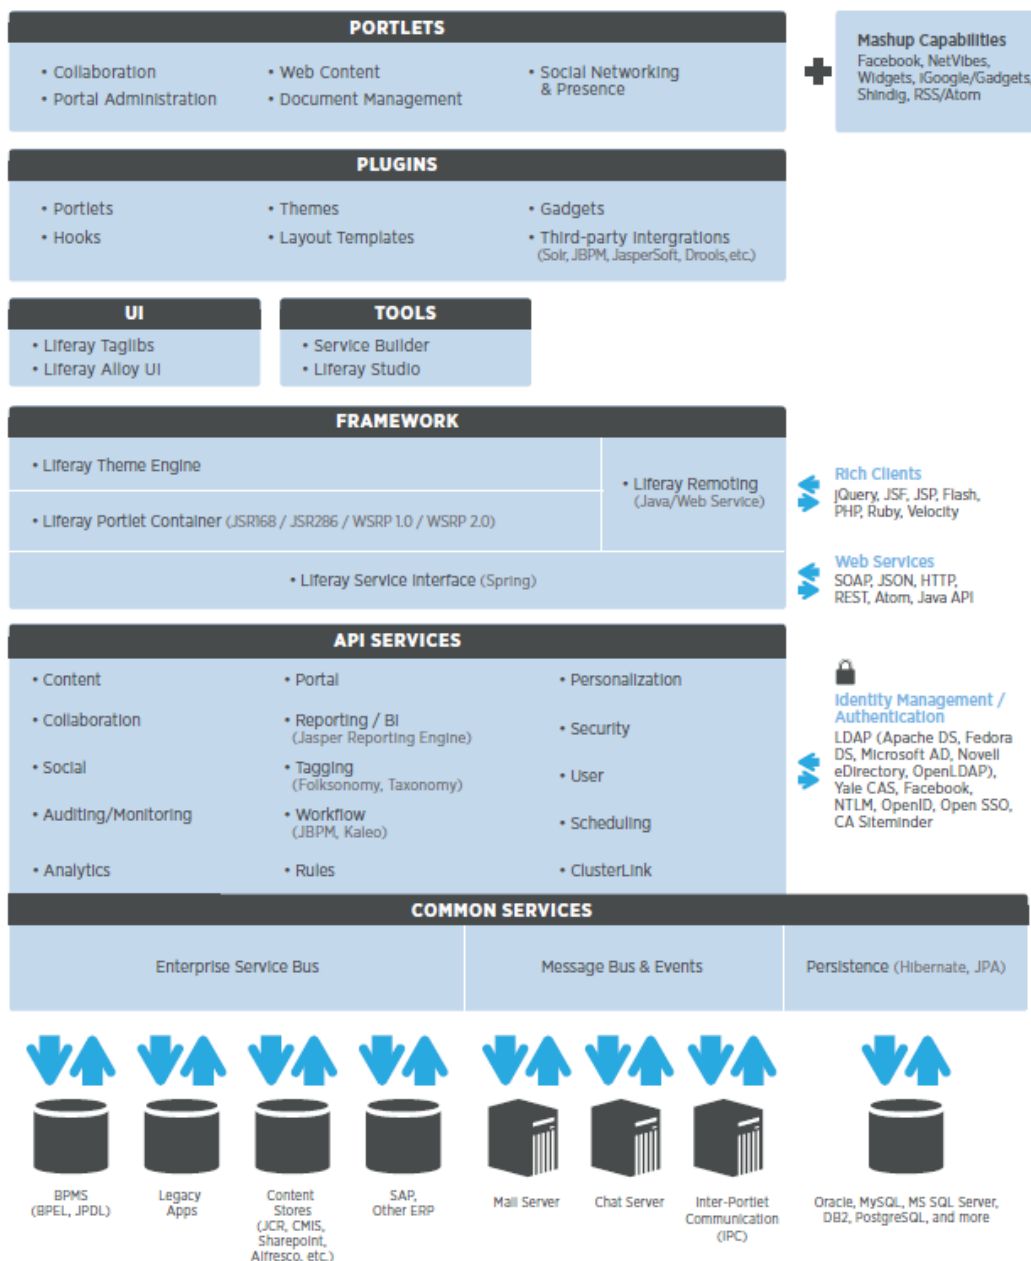 PORTLETS
• Collaboration
• Web Content
• Social Networking
& Presence
• Portal Administration
• Document Management
Mashup Capabilities
Facebook, NetVibes,
Widgets, iGoogle/Gadgets,
Shindig, RSS/Atom
PLUGINS
• Portlets
• Themes
• Gadgets
• Hooks
• Layout Templates
• Third-party Intergrations
(Solr, JBPM, JasperSoft, Drools, etc.)
UI
• Liferay Taglibs
• Liferay Alloy UI
TOOLS
• Service Builder
• Liferay Studio
FRAMEWORK
• Liferay Theme Engine
• Liferay Portlet Container (JSR168 / JSR286 / WSRP 1.0 / WSRP 2.0)
• Liferay Remoting
(Java/Web Service)
• Liferay Service Interface (Spring)
Rich Clients
jQuery, JSF, JSP, Flash,
PHP, Ruby, Velocity
Web Services
SOAP, JSON, HTTP,
REST, Atom, Java API
API SERVICES
• Content
• Portal
• Personalization
• Collaboration
• Reporting / BI
(Jasper Reporting Engine)
• Security
• Social
• Tagging
(Folksonomy, Taxonomy)
• User
• Auditing/Monitoring
• Workflow
(JBPM, Kaleo)
• Scheduling
• Analytics
• Rules
• ClusterLink
Identity Management /
Authentication
LDAP (Apache DS, Fedora
DS, Microsoft AD, Novell
eDirectory, OpenLDAP),
Yale CAS, Facebook,
NTLM, OpenID, Open SSO,
CA Siteminder
COMMON SERVICES
Enterprise Service Bus
Message Bus & Events
Persistence (Hibernate, JPA)
BPMS
(BPEL, JPDL)
Legacy
Apps
Content
Stores
(JCR, CMIS,
Sharepoint,
Alfresco, etc.)
SAP,
Other ERP
Mail Server
Chat Server
Inter-Portlet
Communication
(IPC)
Oracle, MySQL, MS SQL Server,
DB2, PostgreSQL, and more